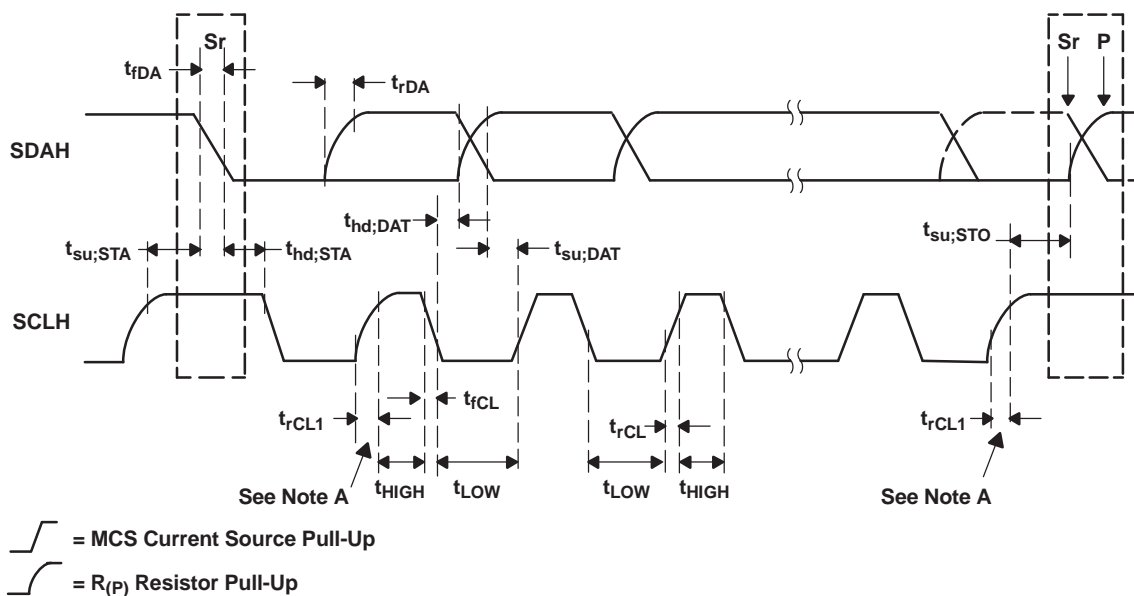 Sr
Sr P
tfDA
trDA
SDAH
thd;DAT
tsu;STA
thd;STA
tsu;DAT
tsu;STO
SCLH
tfCL
trCL1
trCL
trCL1
See Note A
tHIGH
tLOW
tLOW
tHIGH
See Note A
= MCS Current Source Pull-Up
= R(P) Resistor Pull-Up